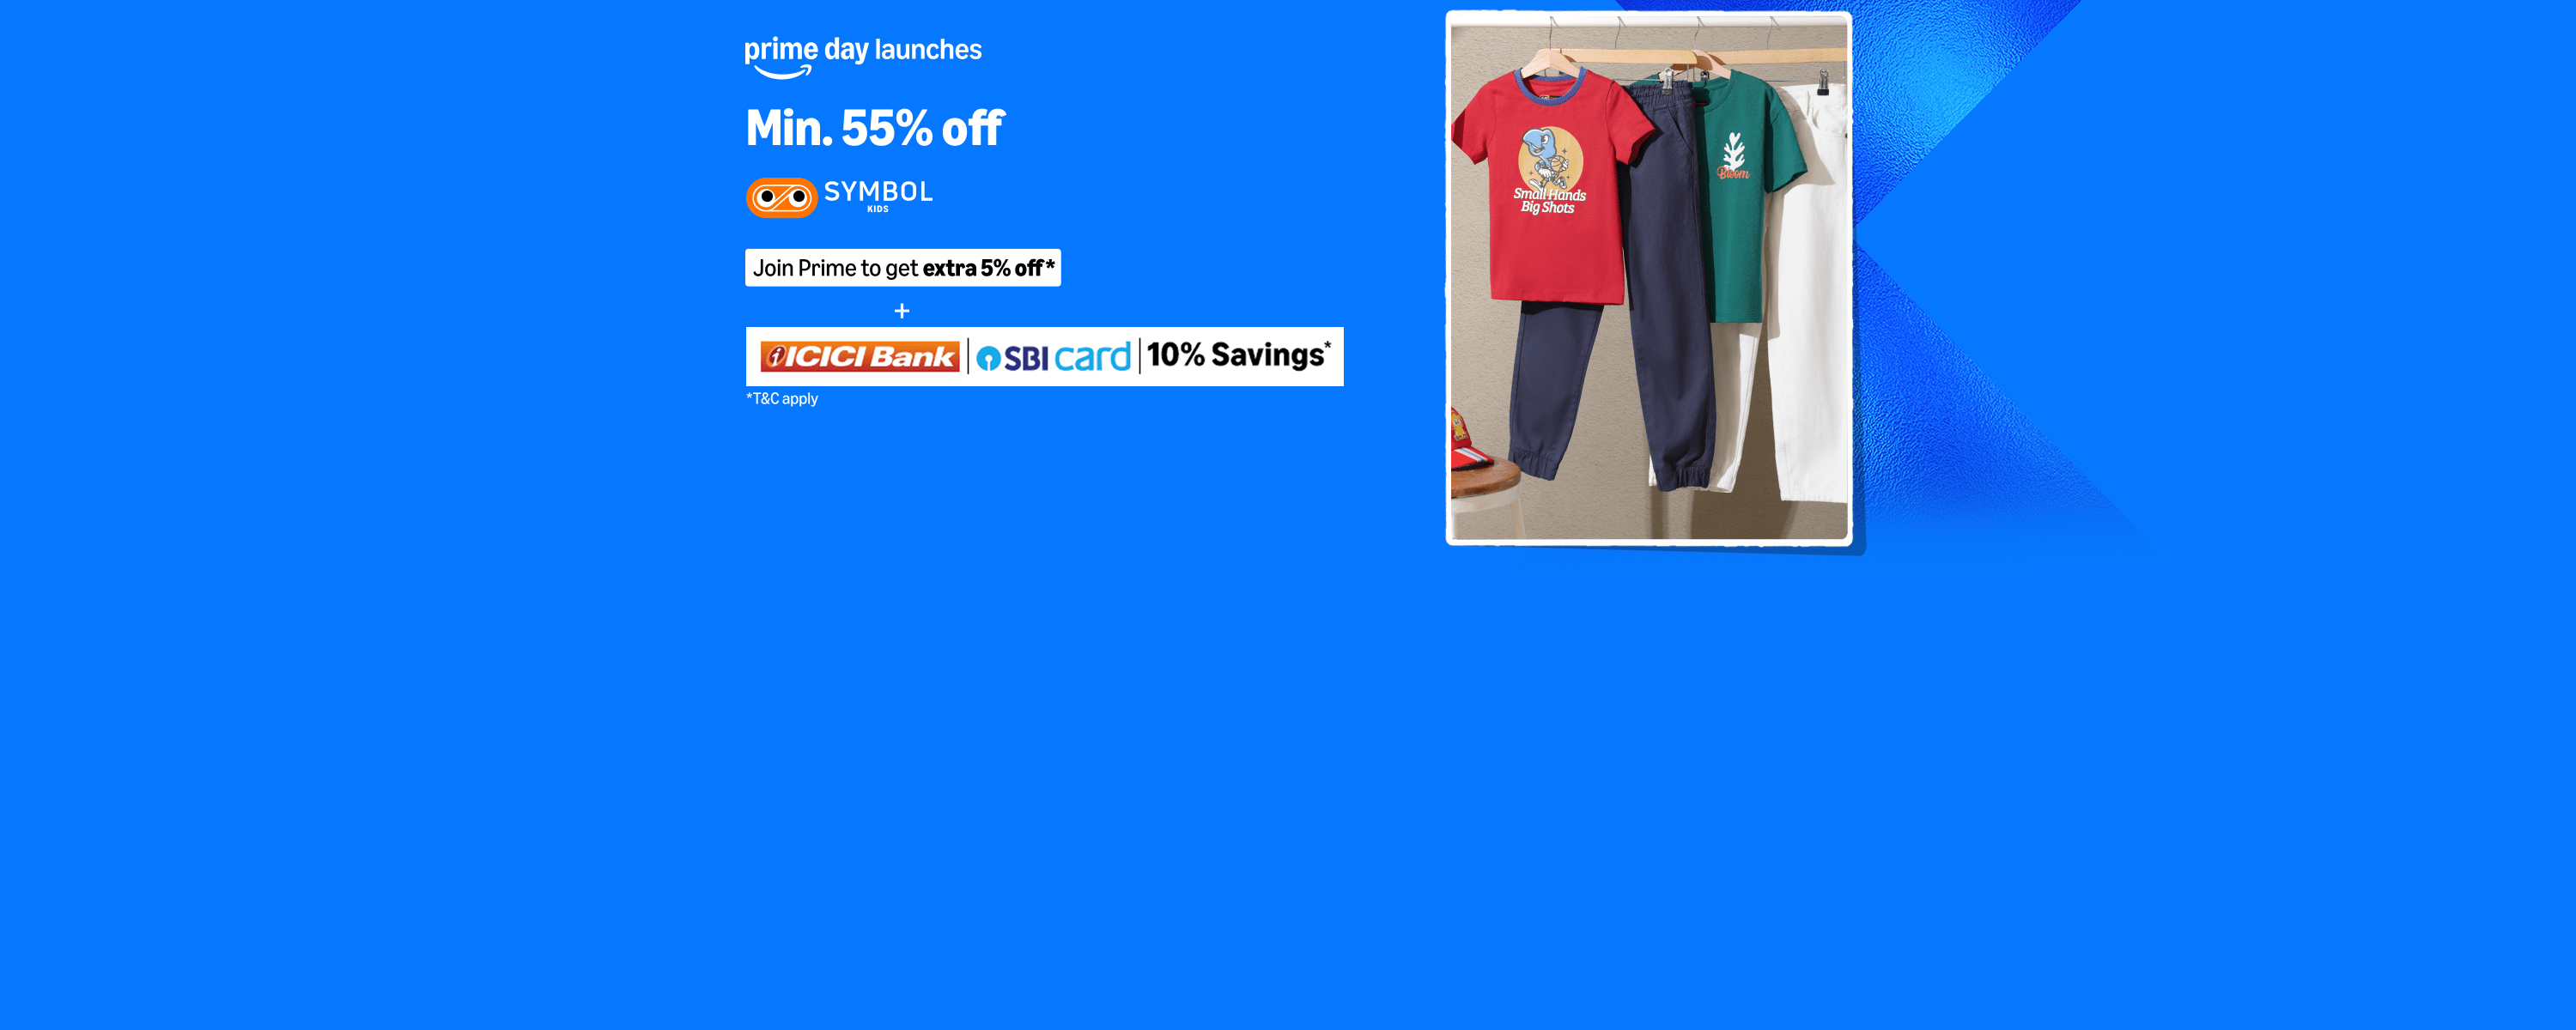 prime day launches
Min. 55% off
SYMBOL
KIDS
Join Prime to get extra 5% off*
+
ICICI Bank | SBI card | 10% Savings*
*T&C apply
Small Hands
Big Shots
Bloom